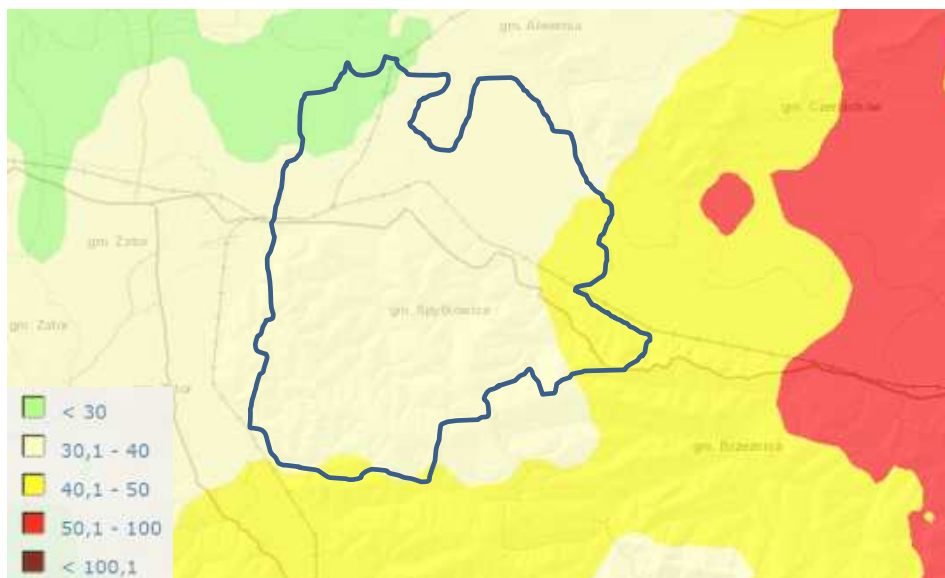 gm. Alwernia
gm. Czernichów
gm. Zator
gm. Spytkowice
gm. Zator
gm. Brzeźnica
< 30
30,1 - 40
40,1 - 50
50,1 - 100
< 100,1